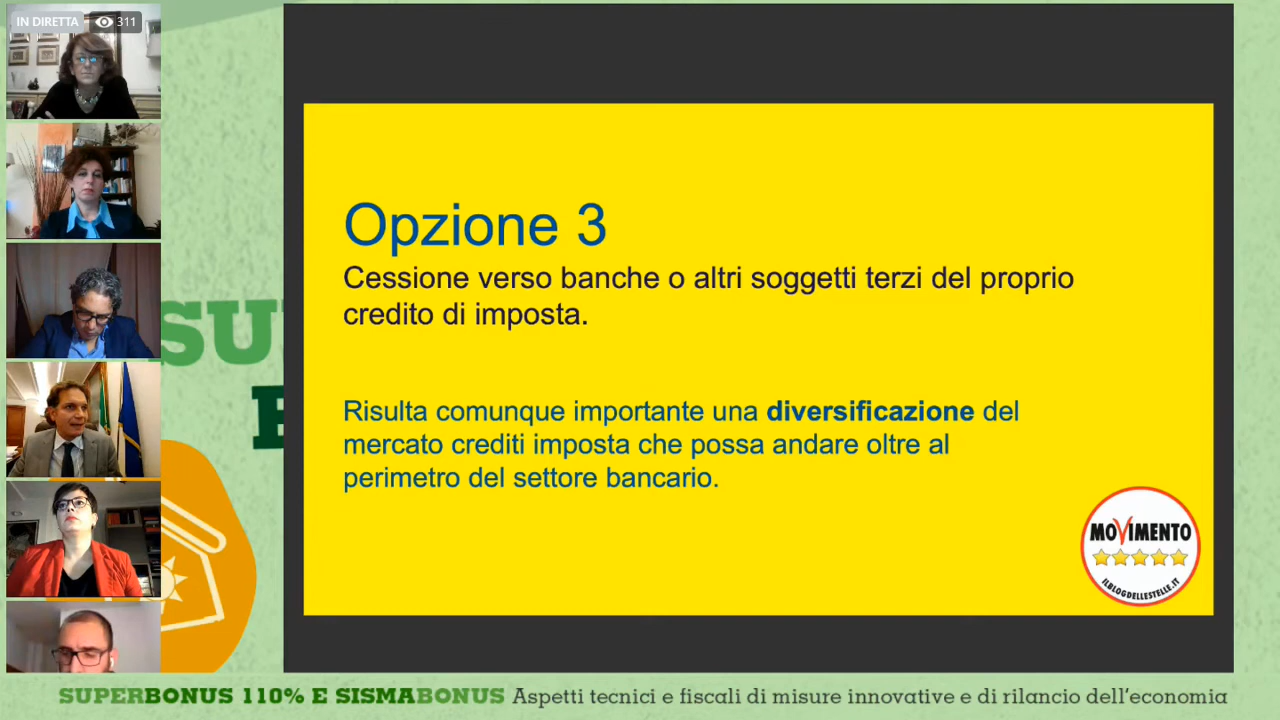 IN DIRETTA 311
Opzione 3
Cessione verso banche o altri soggetti terzi del proprio
credito di imposta.
Risulta comunque importante una diversificazione del
mercato crediti imposta che possa andare oltre al
perimetro del settore bancario.
MOVIMENTO
ILBLOGDELLESTELLE.IT
SU
SUPERBONUS 110% E SISMABONUS Aspetti tecnici e fiscali di misure innovative e di rilancio dell'economia